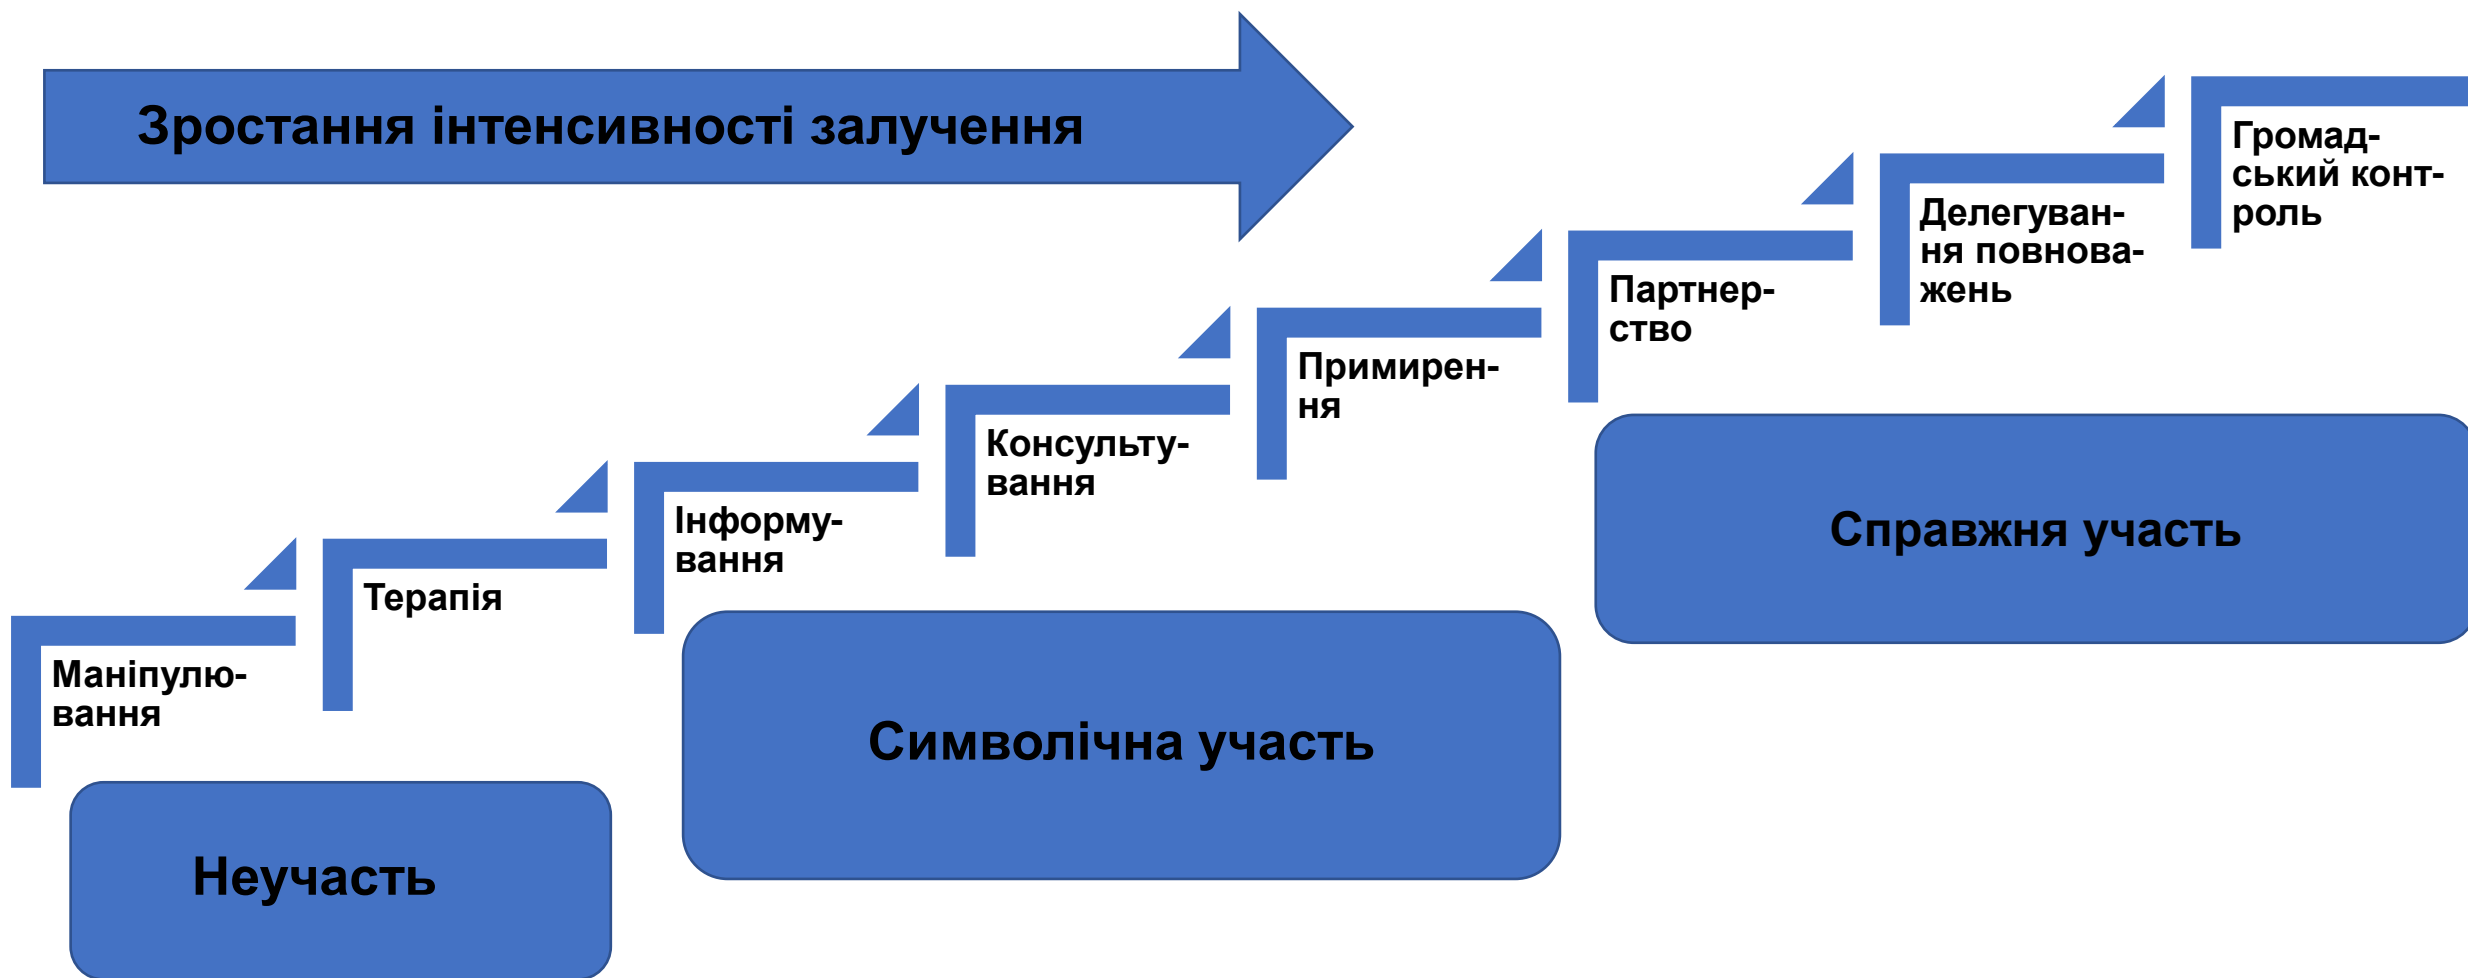 Зростання інтенсивності залучення
Маніпулю-
вання
Терапія
Інформу-
вання
Консульту-
вання
Примирен-
ня
Партнер-
ство
Делегуван-
ня повнова-
жень
Громад-
ський конт-
роль
Неучасть
Символічна участь
Справжня участь